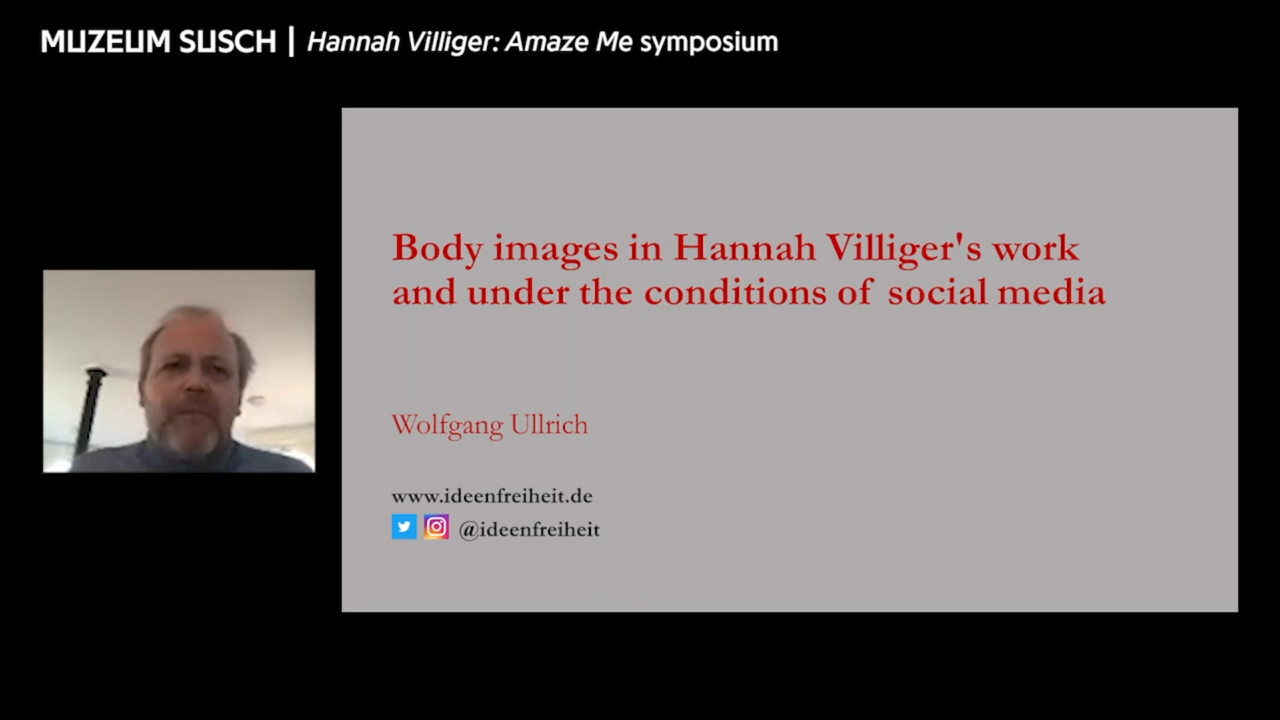 MUZEUM SUSCH | Hannah Villiger: Amaze Me symposium
Body images in Hannah Villiger's work
and under the conditions of social media
Wolfgang Ullrich
www.ideenfreiheit.de
@ideenfreiheit